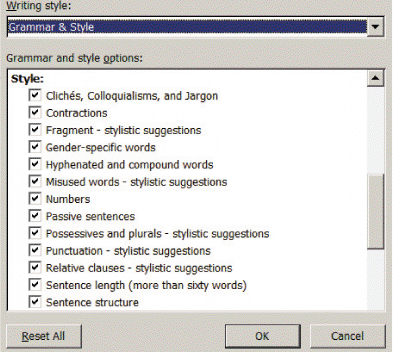 Writing style:
Grammar & Style
Grammar and style options:
Style:
Clichés, Colloquialisms, and Jargon
Contractions
Fragment - stylistic suggestions
Gender-specific words
Hyphenated and compound words
Misused words - stylistic suggestions
Numbers
Passive sentences
Possessives and plurals - stylistic suggestions
Punctuation - stylistic suggestions
Relative clauses - stylistic suggestions
Sentence length (more than sixty words)
Sentence structure
Reset All OK Cancel